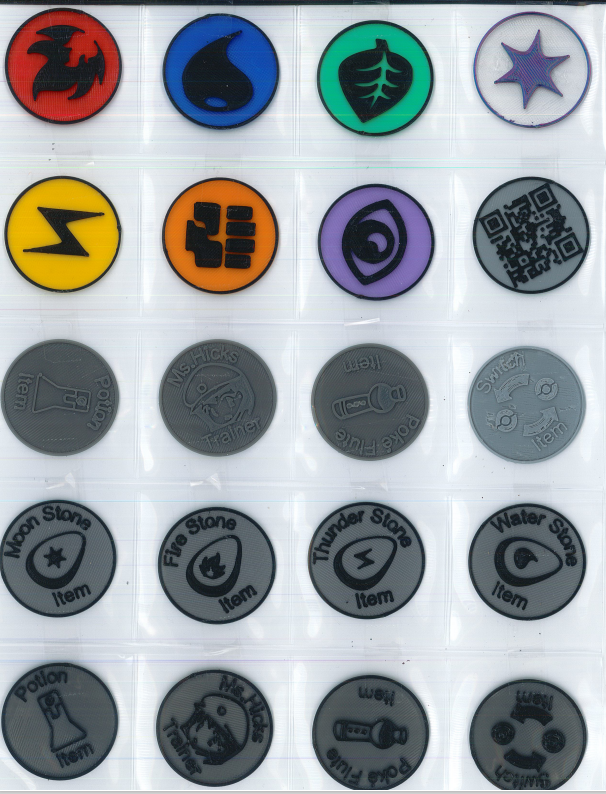 Potion
Item
Ms. Hicks
Trainer
Item
Poké Flute
Switch
Item
Moon Stone
Item
Fire Stone
Item
Thunder Stone
Item
Water Stone
Item
Potion
Item
Ms. Hicks
Trainer
Item
Poké Flute
Item
Switch